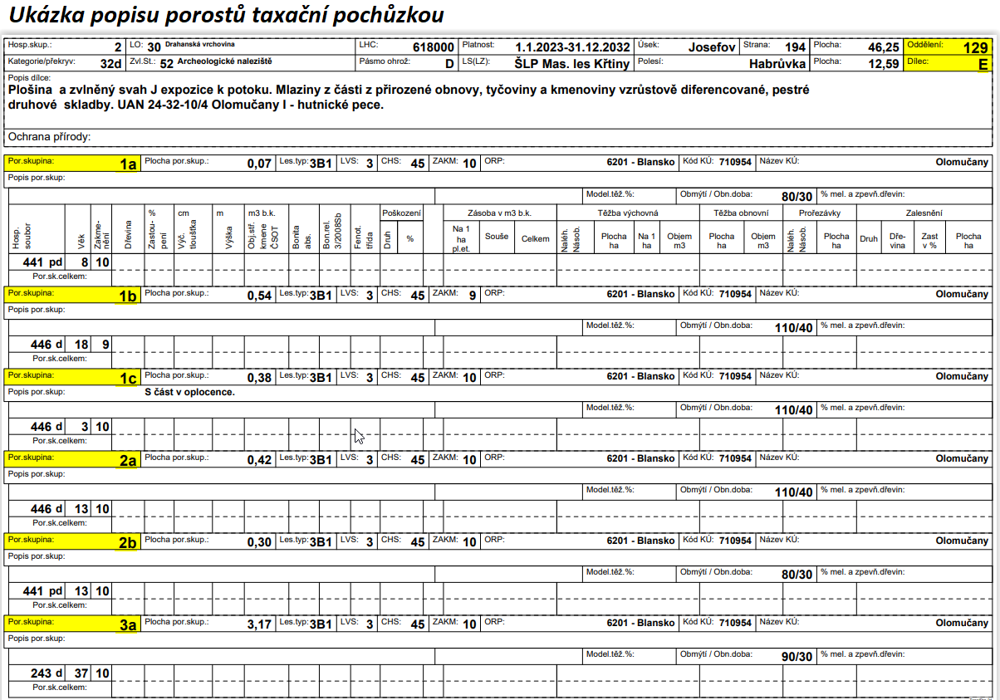 Ukázka popisu porostů taxační pochůzkou
Hosp.skup.: 2 LO: 30 Drahanská vrchovina LHC: 618000 Platnost: 1.1.2023-31.12.2032 Úsek: Josefov Strana: 194 Plocha: 46,25 Oddělení: 129
Kategorie/překryv: 32d Zvl.St.: 52 Archeologické naleziště Pásmo ohrož.: D LS(LZ): ŠLP Mas. les Křtiny Polesí: Habrůvka Plocha: 12,59 Dílec: E
Popis dílce:
Plošina a zvlněný svah J expozice k potoku. Mlaziny z části z přirozené obnovy, tyčoviny a kmenoviny vzrůstově diferencované, pestré
druhové skladby. UAN 24-32-10/4 Olomučany I - hutnické pece.
Ochrana přírody:
Por.skupina: 1a Plocha por.skup.: 0,07 Les.typ: 3B1 LVS: 3 CHS: 45 ZAKM: 10 ORP: 6201 - Blansko Kód KÚ: 710954 Název KÚ: Olomučany
Popis por.skup:
Model.těž.%: Obmýtí / Obn.doba: 80/30 % mel. a zpevň.dřevin:
Hosp. soubor Věk Zakme- nění Dřevina % Zastou- pení cm Výč. tloušťka m Výška m3 b.k. Obj.stř. kmene ČSOT Bonita abs. Bon.rel. 3/2008Sb Fenot. třída Poškození Druh % Zásoba v m3 b.k. Na 1 ha pl.et. Souše Celkem Těžba výchovná Naléh. Násob. Plocha ha Na 1 ha Objem m3 Těžba obnovní Plocha ha Objem m3 Prořezávky Naléh. Násob. Plocha ha Zalesnění Druh Dře- vina Zast v % Plocha ha
441 pd 8 10
Por.sk.celkem:
Por.skupina: 1b Plocha por.skup.: 0,54 Les.typ: 3B1 LVS: 3 CHS: 45 ZAKM: 9 ORP: 6201 - Blansko Kód KÚ: 710954 Název KÚ: Olomučany
Popis por.skup:
Model.těž.%: Obmýtí / Obn.doba: 110/40 % mel. a zpevň.dřevin:
446 d 18 9
Por.sk.celkem:
Por.skupina: 1c Plocha por.skup.: 0,38 Les.typ: 3B1 LVS: 3 CHS: 45 ZAKM: 10 ORP: 6201 - Blansko Kód KÚ: 710954 Název KÚ: Olomučany
Popis por.skup: S část v oplocence.
Model.těž.%: Obmýtí / Obn.doba: 110/40 % mel. a zpevň.dřevin:
446 d 3 10
Por.sk.celkem:
Por.skupina: 2a Plocha por.skup.: 0,42 Les.typ: 3B1 LVS: 3 CHS: 45 ZAKM: 10 ORP: 6201 - Blansko Kód KÚ: 710954 Název KÚ: Olomučany
Popis por.skup:
Model.těž.%: Obmýtí / Obn.doba: 110/40 % mel. a zpevň.dřevin:
446 d 13 10
Por.sk.celkem:
Por.skupina: 2b Plocha por.skup.: 0,30 Les.typ: 3B1 LVS: 3 CHS: 45 ZAKM: 10 ORP: 6201 - Blansko Kód KÚ: 710954 Název KÚ: Olomučany
Popis por.skup:
Model.těž.%: Obmýtí / Obn.doba: 80/30 % mel. a zpevň.dřevin:
441 pd 13 10
Por.sk.celkem:
Por.skupina: 3a Plocha por.skup.: 3,17 Les.typ: 3B1 LVS: 3 CHS: 45 ZAKM: 10 ORP: 6201 - Blansko Kód KÚ: 710954 Název KÚ: Olomučany
Popis por.skup:
Model.těž.%: Obmýtí / Obn.doba: 90/30 % mel. a zpevň.dřevin:
243 d 37 10
Por.sk.celkem: